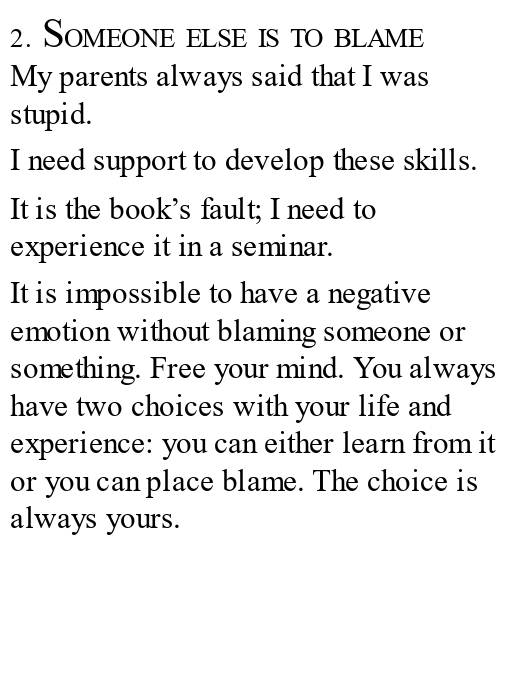 2. SOMEONE ELSE IS TO BLAME
My parents always said that I was
stupid.
I need support to develop these skills.
It is the book’s fault; I need to
experience it in a seminar.
It is impossible to have a negative
emotion without blaming someone or
something. Free your mind. You always
have two choices with your life and
experience: you can either learn from it
or you can place blame. The choice is
always yours.